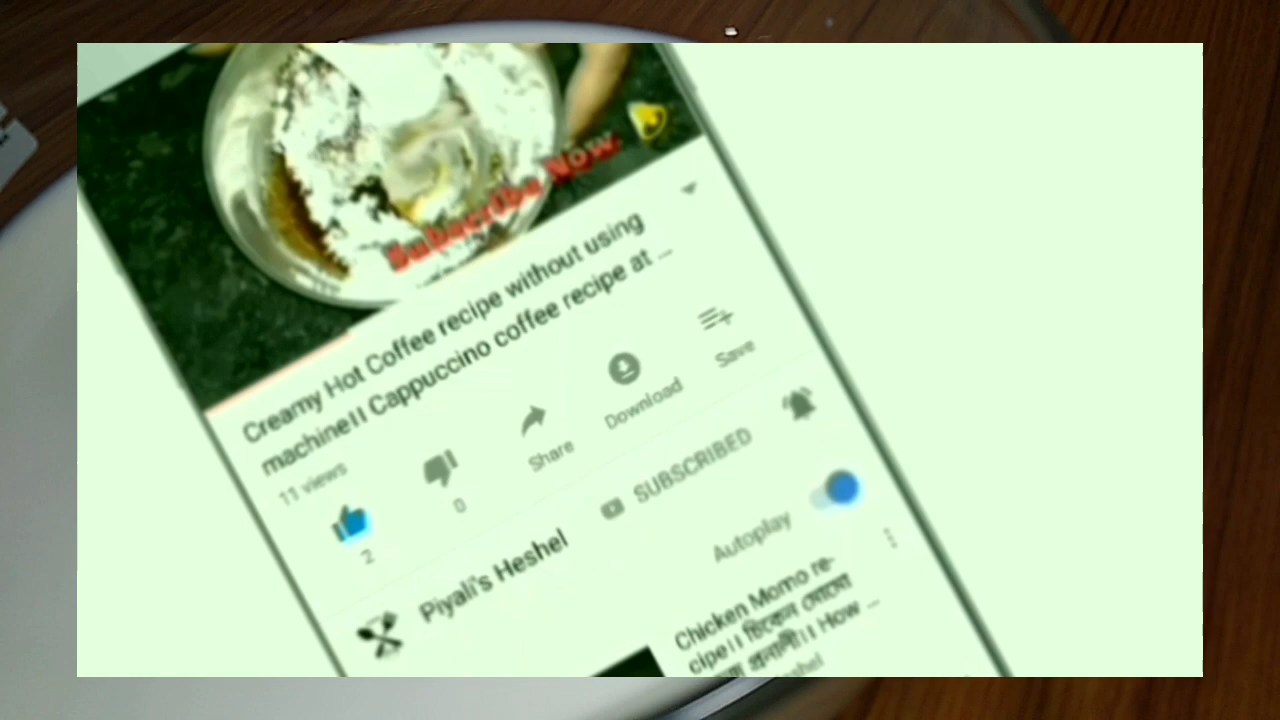 Subscribe Now
Creamy Hot Coffee recipe without using
machine।। Cappuccino coffee recipe at ...
11 views
2
0
Share
Download
Save
Piyali's Heshel
SUBSCRIBED
Autoplay
Chicken Momo re-
cipe।। চিকেন মোমো
।। How ...